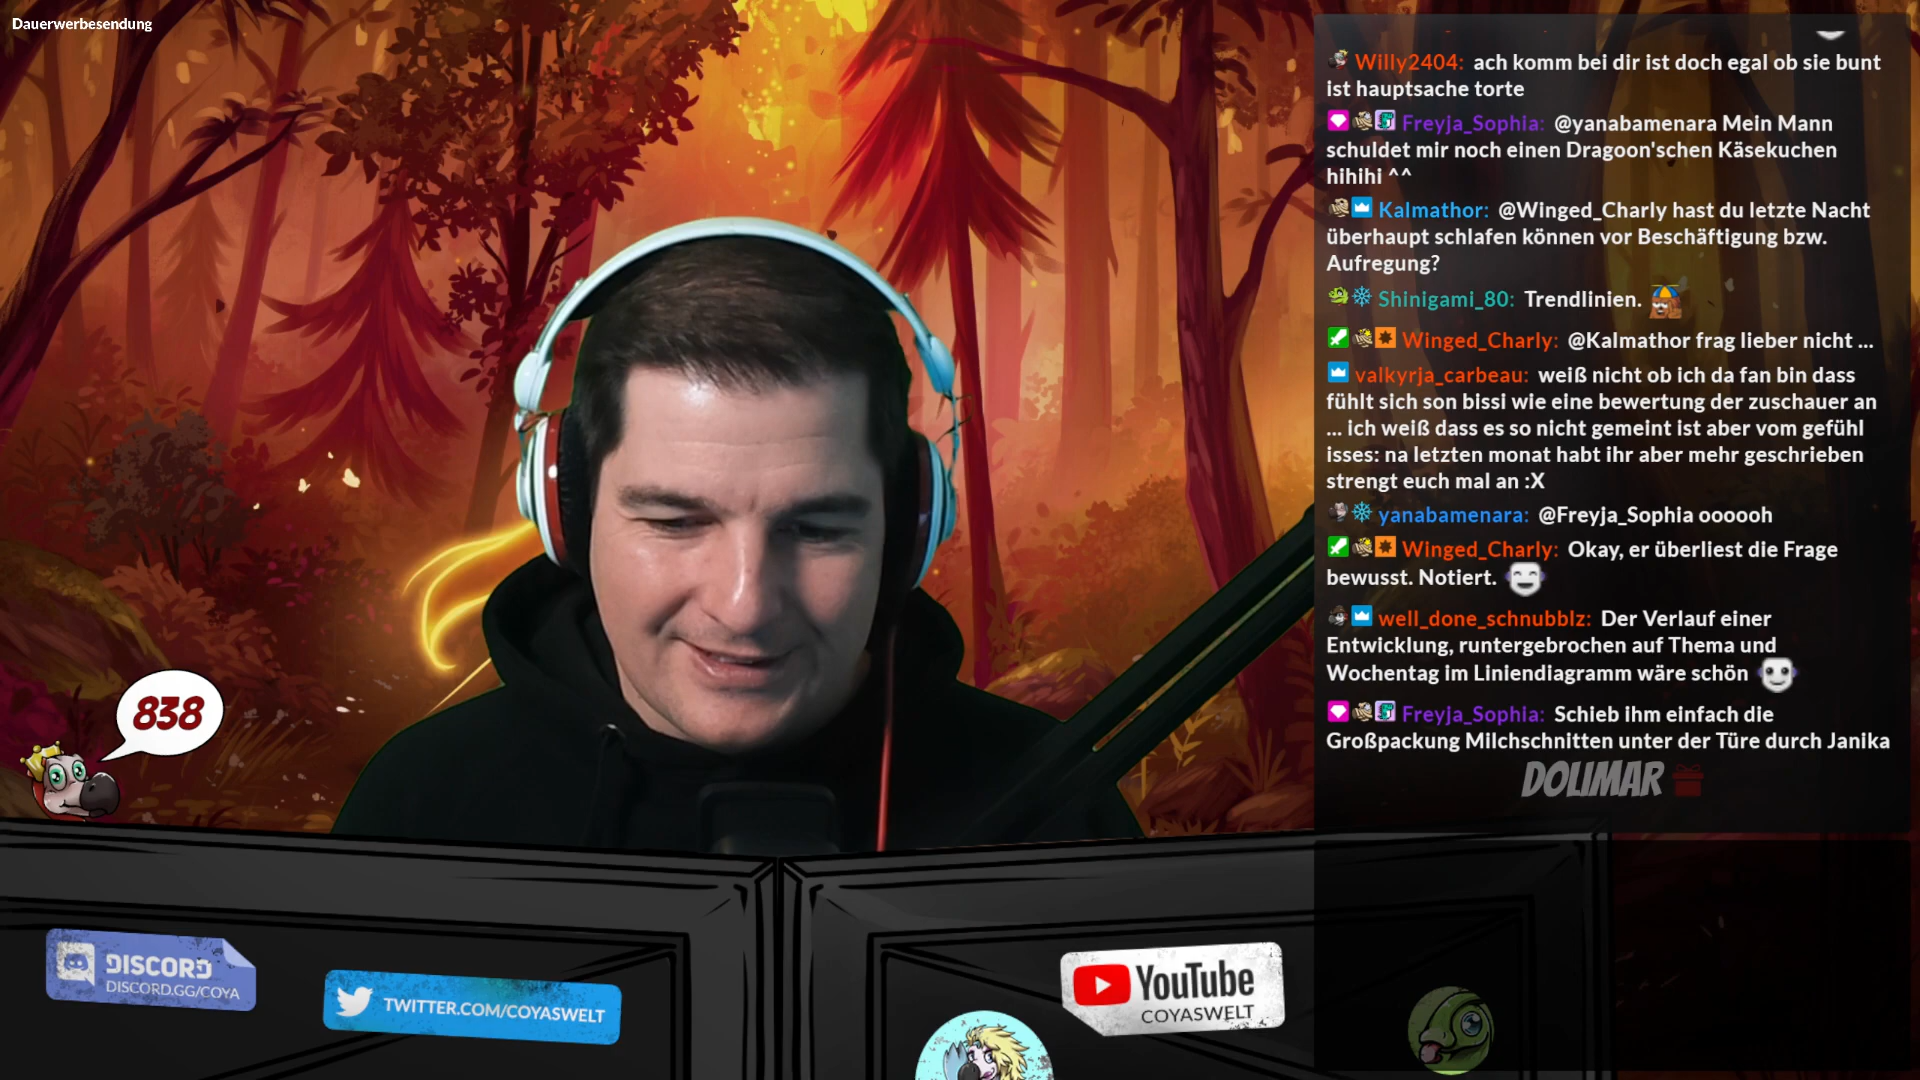 Dauerwerbesendung
Willy2404: ach komm bei dir ist doch egal ob sie bunt
ist hauptsache torte
Freyja_Sophia: @yanabamenara Mein Mann
schuldet mir noch einen Dragoon'schen Käsekuchen
hihihi ^^
Kalmathor: @Winged_Charly hast du letzte Nacht
überhaupt schlafen können vor Beschäftigung bzw.
Aufregung?
Shinigami_80: Trendlinien.
Winged_Charly: @Kalmathor frag lieber nicht ...
valkyrja_carbeau: weiß nicht ob ich da fan bin dass
fühlt sich son bissi wie eine bewertung der zuschauer an
... ich weiß dass es so nicht gemeint ist aber vom gefühl
isses: na letzten monat habt ihr aber mehr geschrieben
strengt euch mal an :X
yanabamenara: @Freyja_Sophia oooooh
Winged_Charly: Okay, er überliest die Frage
bewusst. Notiert.
well_done_schnubblz: Der Verlauf einer
Entwicklung, runtergebrochen auf Thema und
Wochentag im Liniendiagramm wäre schön
Freyja_Sophia: Schieb ihm einfach die
Großpackung Milchschnitten unter der Türe durch Janika
DOLIMAR
838
DISCORD
DISCORD.GG/COYA
TWITTER.COM/COYASWELT
YouTube
COYASWELT